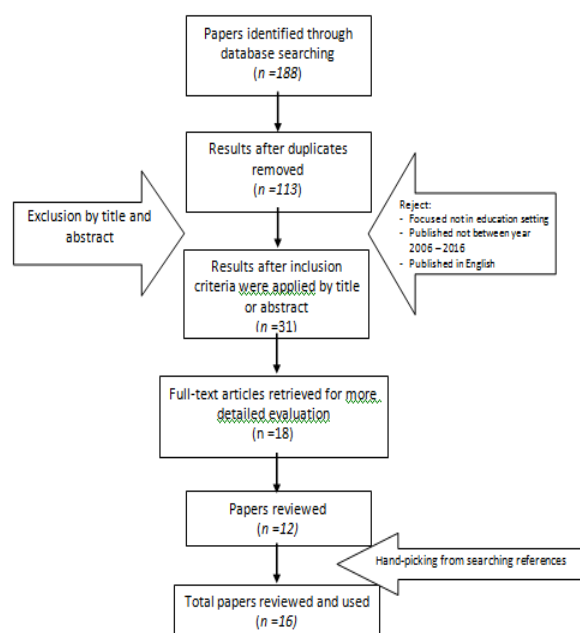 Papers identified through
database searching
(n =188)
Results after duplicates
removed
(n =113)
Exclusion by title and
abstract
Reject:
- Focused not in education setting
- Published not between year
2006 – 2016
- Published in English
Results after inclusion
criteria were applied by title
or abstract
(n =31)
Full-text articles retrieved for more
detailed evaluation
(n =18)
Papers reviewed
(n =12)
Hand-picking from searching references
Total papers reviewed and used
(n =16)